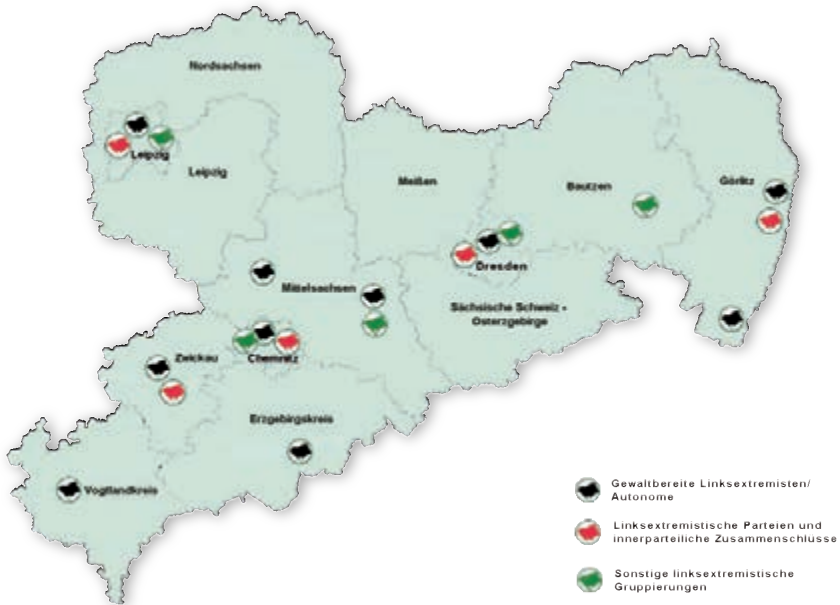 Nordsachsen
Leipzig
Leipzig
Meißen
Bautzen
Görlitz
Dresden
Mittelsachsen
Sächsische Schweiz -
Osterzgebirge
Zwickau
Chemnitz
Erzgebirgskreis
Vogtlandkreis
Gewaltbereite Linksextremisten/
Autonome
Linksextremistische Parteien und
innerparteiliche Zusammenschlüsse
Sonstige linksextremistische
Gruppierungen